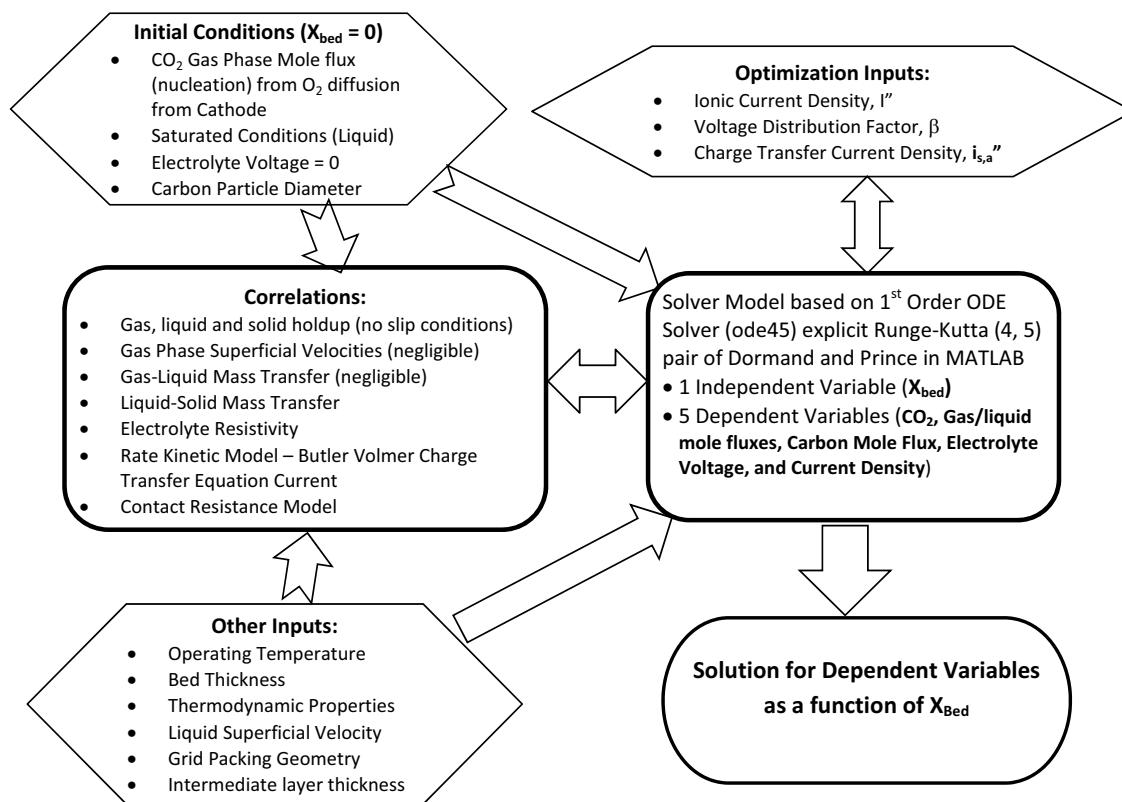 Initial Conditions (X_bed = 0)
• CO₂ Gas Phase Mole flux
(nucleation) from O₂ diffusion
from Cathode
• Saturated Conditions (Liquid)
• Electrolyte Voltage = 0
• Carbon Particle Diameter
Optimization Inputs:
• Ionic Current Density, I”
• Voltage Distribution Factor, β
• Charge Transfer Current Density, i_s,a”
Correlations:
• Gas, liquid and solid holdup (no slip conditions)
• Gas Phase Superficial Velocities (negligible)
• Gas-Liquid Mass Transfer (negligible)
• Liquid-Solid Mass Transfer
• Electrolyte Resistivity
• Rate Kinetic Model – Butler Volmer Charge
Transfer Equation Current
• Contact Resistance Model
Solver Model based on 1st Order ODE
Solver (ode45) explicit Runge-Kutta (4, 5)
pair of Dormand and Prince in MATLAB
• 1 Independent Variable (X_bed)
• 5 Dependent Variables (CO₂, Gas/liquid
mole fluxes, Carbon Mole Flux, Electrolyte
Voltage, and Current Density)
Other Inputs:
• Operating Temperature
• Bed Thickness
• Thermodynamic Properties
• Liquid Superficial Velocity
• Grid Packing Geometry
• Intermediate layer thickness
Solution for Dependent Variables
as a function of X_Bed